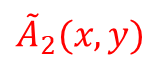 Ã₂(x, y)